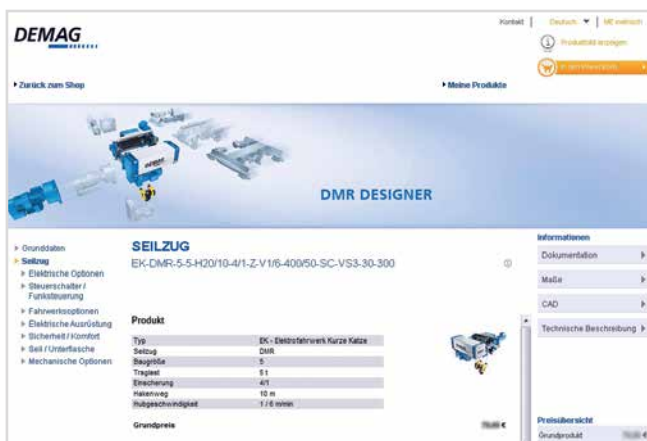 Kontakt | Deutsch ▼ | ME metrisch
DEMAG
Produktbild anzeigen
Zurück zum Shop
Meine Produkte
DEMAG
DMR DESIGNER
Grunddaten
Seilzug
Elektrische Optionen
Steuerschalter /
Funksteuerung
Fahrwerksoptionen
Elektrische Ausrüstung
Sicherheit / Komfort
Seil / Unterflasche
Mechanische Optionen
SEILZUG
EK-DMR-5-5-H20/10-4/1-Z-V1/6-400/50-SC-VS3-30-300
Produkt
Typ EK - Elektrofahrwerk Kurze Katze
Seilzug DMR
Baugröße 5
Traglast 5 t
Einscherung 4/1
Hakenweg 10 m
Hubgeschwindigkeit 1 / 6 m/min
Grundpreis €
Informationen
Dokumentation
Maße
CAD
Technische Beschreibung
Preisübersicht
Grundprodukt €